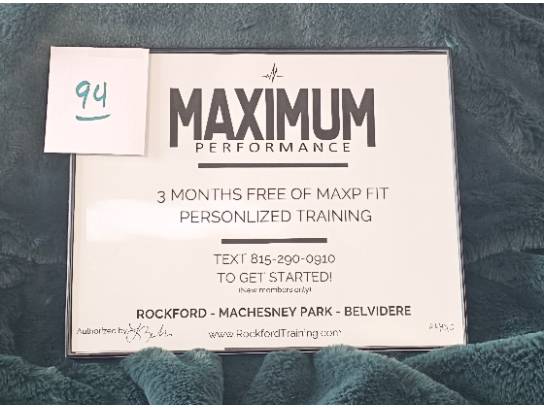 94
MAXIMUM
PERFORMANCE
3 MONTHS FREE OF MAXP FIT
PERSONLIZED TRAINING
TEXT 815-290-0910
TO GET STARTED!
(New members only)
ROCKFORD - MACHESNEY PARK - BELVIDERE
Authorized by
www.RockfordTraining.com